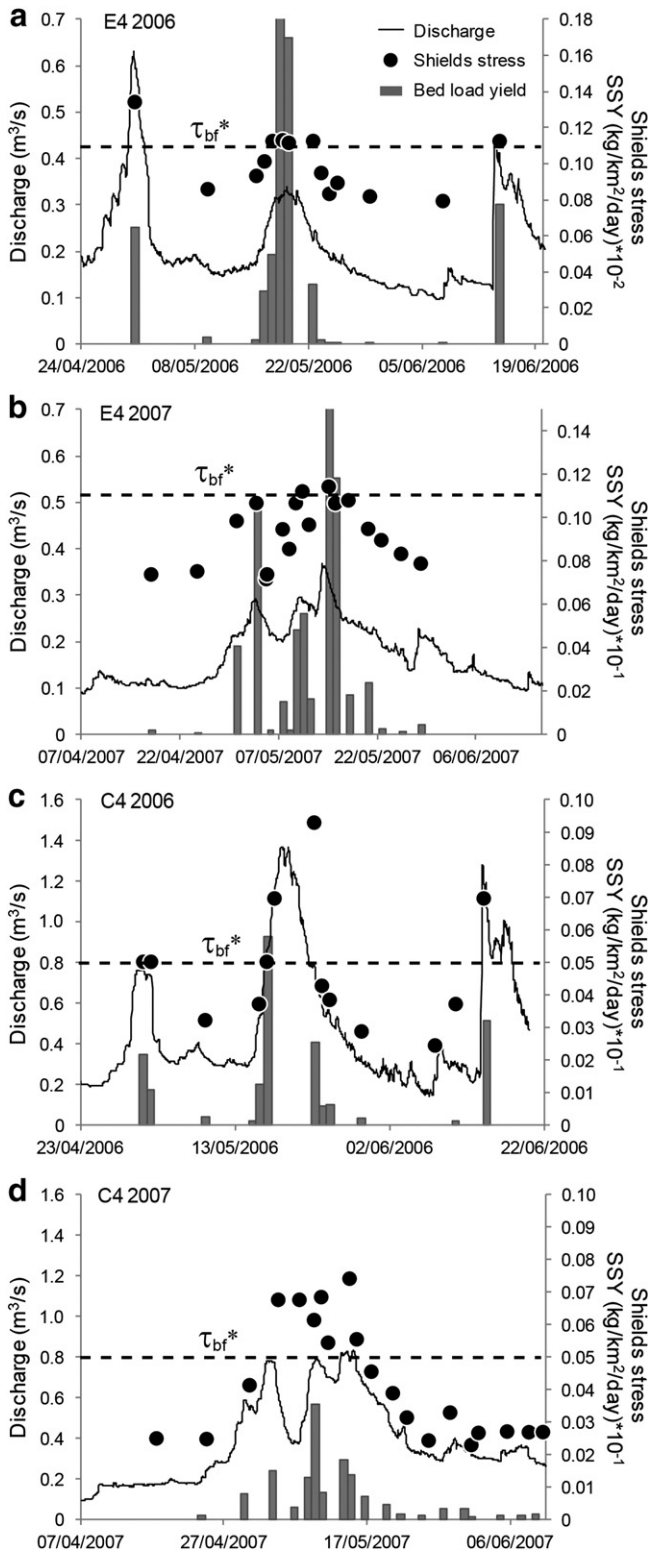 a
E4 2006
Discharge
Shields stress
Bed load yield
τbf*
Discharge (m³/s)
0.7
0.6
0.5
0.4
0.3
0.2
0.1
0
0.18
0.16
0.14
0.12
0.10
0.08
0.06
0.04
0.02
0
Shields stress
SSY (kg/km²/day)*10⁻²
24/04/2006 08/05/2006 22/05/2006 05/06/2006 19/06/2006
b
E4 2007
τbf*
Discharge (m³/s)
0.7
0.6
0.5
0.4
0.3
0.2
0.1
0
0.14
0.12
0.10
0.08
0.06
0.04
0.02
0
Shields stress
SSY (kg/km²/day)*10⁻¹
07/04/2007 22/04/2007 07/05/2007 22/05/2007 06/06/2007
c
C4 2006
τbf*
Discharge (m³/s)
1.6
1.4
1.2
1.0
0.8
0.6
0.4
0.2
0
0.10
0.09
0.08
0.07
0.06
0.05
0.04
0.03
0.02
0.01
0
Shields stress
SSY (kg/km²/day)*10⁻¹
23/04/2006 13/05/2006 02/06/2006 22/06/2006
d
C4 2007
τbf*
Discharge (m³/s)
1.6
1.4
1.2
1.0
0.8
0.6
0.4
0.2
0
0.10
0.09
0.08
0.07
0.06
0.05
0.04
0.03
0.02
0.01
0
Shields stress
SSY (kg/km²/day)*10⁻¹
07/04/2007 27/04/2007 17/05/2007 06/06/2007